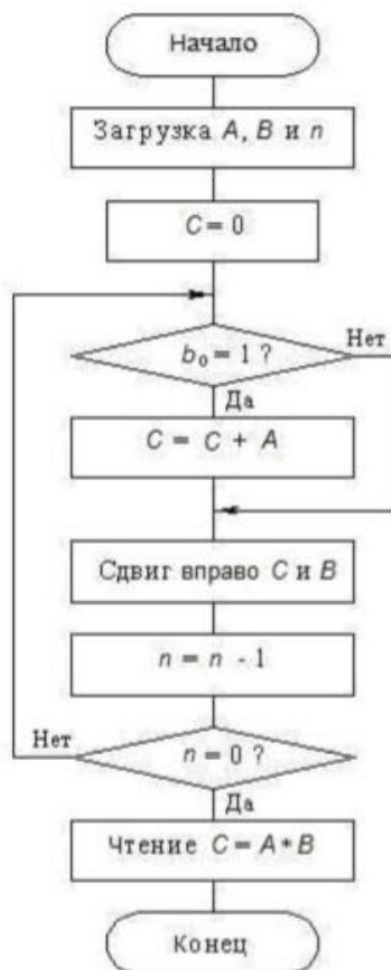 Начало
Загрузка A, B и n
C = 0
b₀ = 1 ?
Нет
Да
C = C + A
Сдвиг вправо C и B
n = n - 1
Нет
n = 0 ?
Да
Чтение C = A * B
Конец